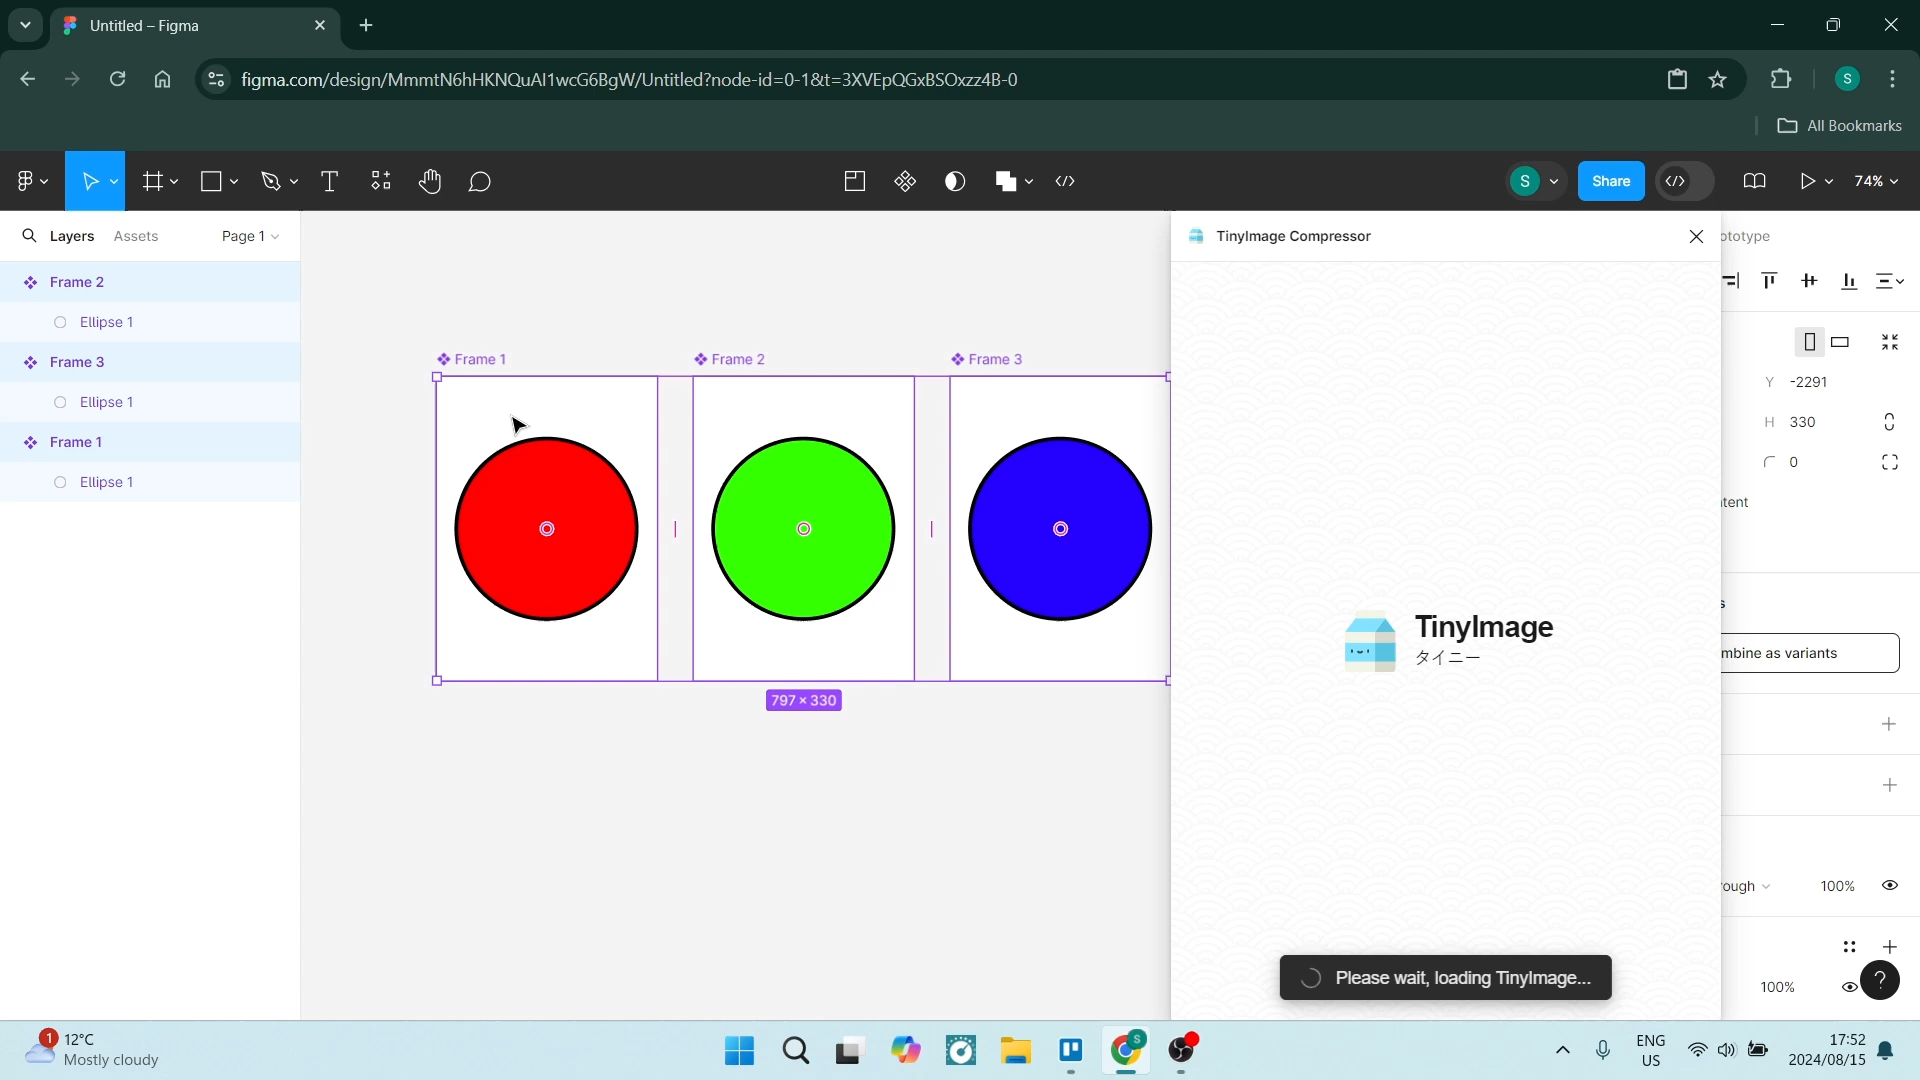 Untitled – Figma
figma.com/design/MmmtN6hHKNQuAI1wcG6BgW/Untitled?node-id=0-1&t=3XVEpQGxBSOxzz4B-0
S
All Bookmarks
S
Share
74%
Layers
Assets
Page 1
Frame 2
Ellipse 1
Frame 3
Ellipse 1
Frame 1
Ellipse 1
Frame 1
Frame 2
Frame 3
797 × 330
TinyImage Compressor
TinyImage
タイニー
Please wait, loading TinyImage...
ototype
Y -2291
H 330
0
tent
s
mbine as variants
ough
100%
100%
?
1
12°C
Mostly cloudy
S
ENG
US
17:52
2024/08/15